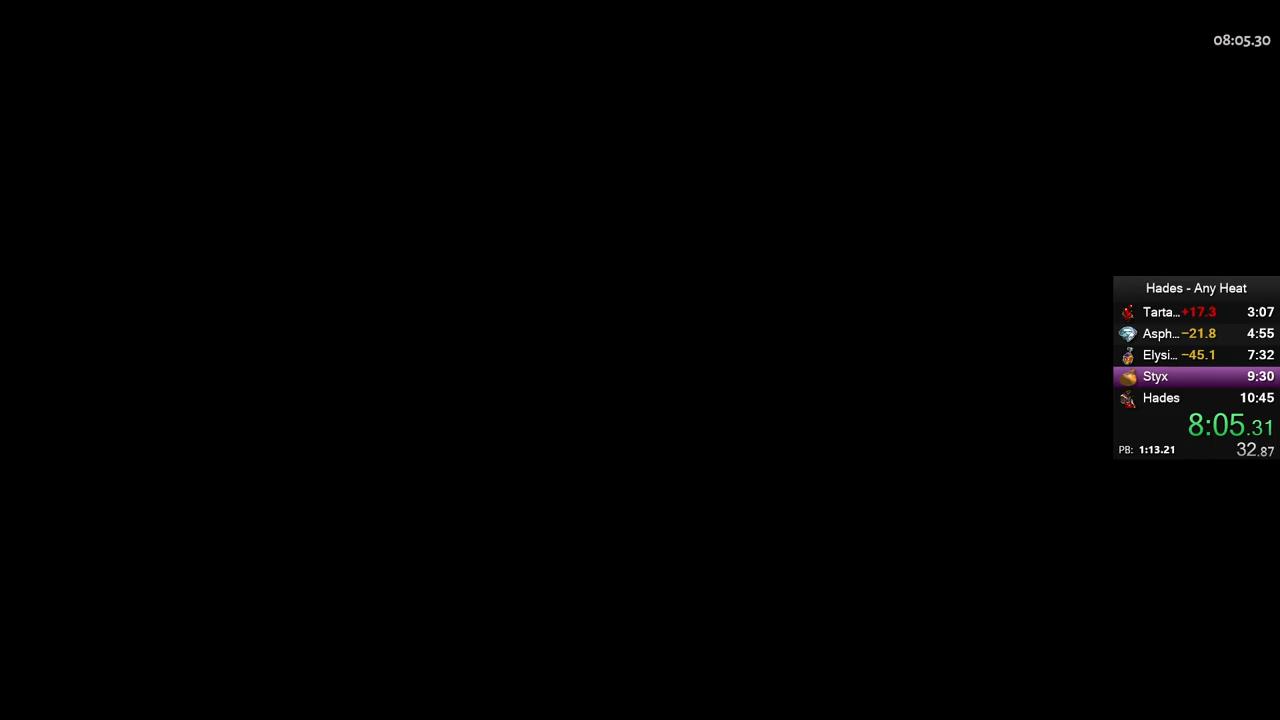 08:05.30
Hades - Any Heat
Tarta... +17.3 3:07
Asph... −21.8 4:55
Elysi... −45.1 7:32
Styx 9:30
Hades 10:45
8:05.31
PB: 1:13.21 32.87